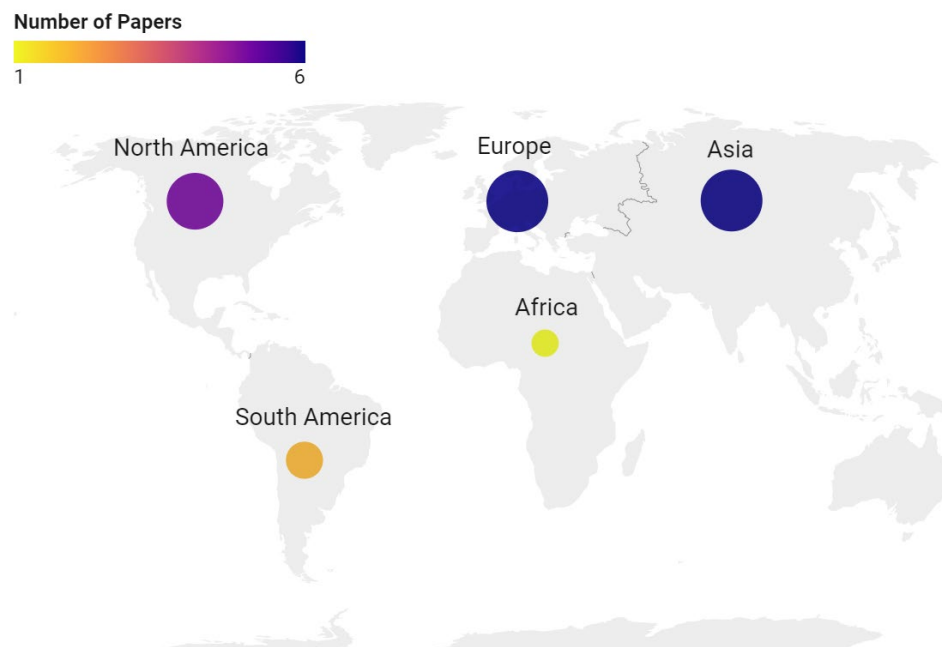 Number of Papers
1 6
North America
Europe
Asia
Africa
South America